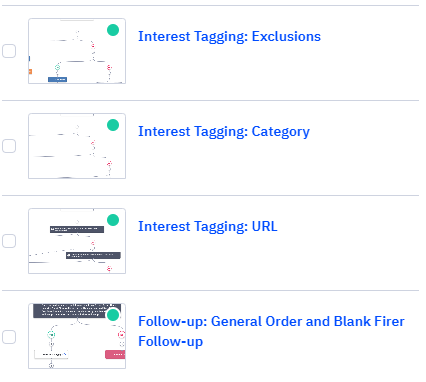 Interest Tagging: Exclusions
Interest Tagging: Category
Interest Tagging: URL
Follow-up: General Order and Blank Firer
Follow-up